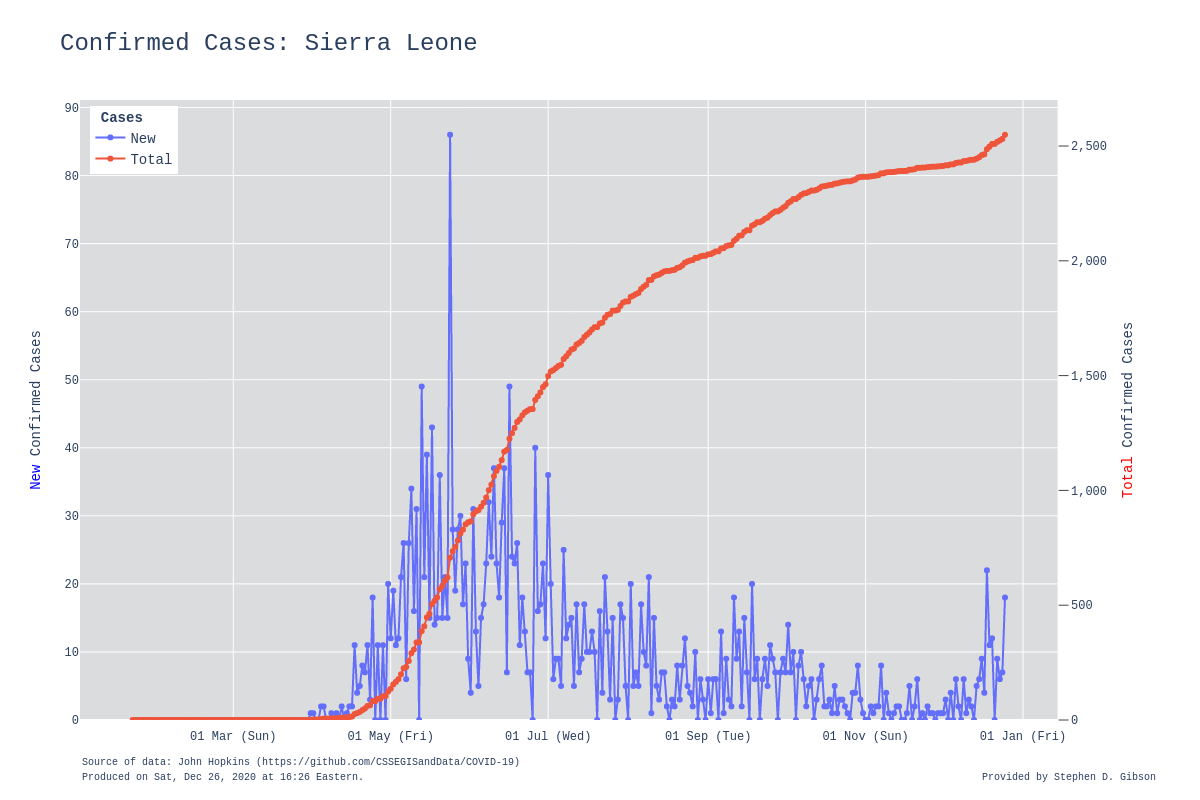 Confirmed Cases: Sierra Leone
Cases
New
Total
90
80
70
60
50
40
30
20
10
0
New Confirmed Cases
2,500
2,000
1,500
1,000
500
0
Total Confirmed Cases
01 Mar (Sun)
01 May (Fri)
01 Jul (Wed)
01 Sep (Tue)
01 Nov (Sun)
01 Jan (Fri)
Source of data: John Hopkins (https://github.com/CSSEGISandData/COVID-19)
Produced on Sat, Dec 26, 2020 at 16:26 Eastern.
Provided by Stephen D. Gibson